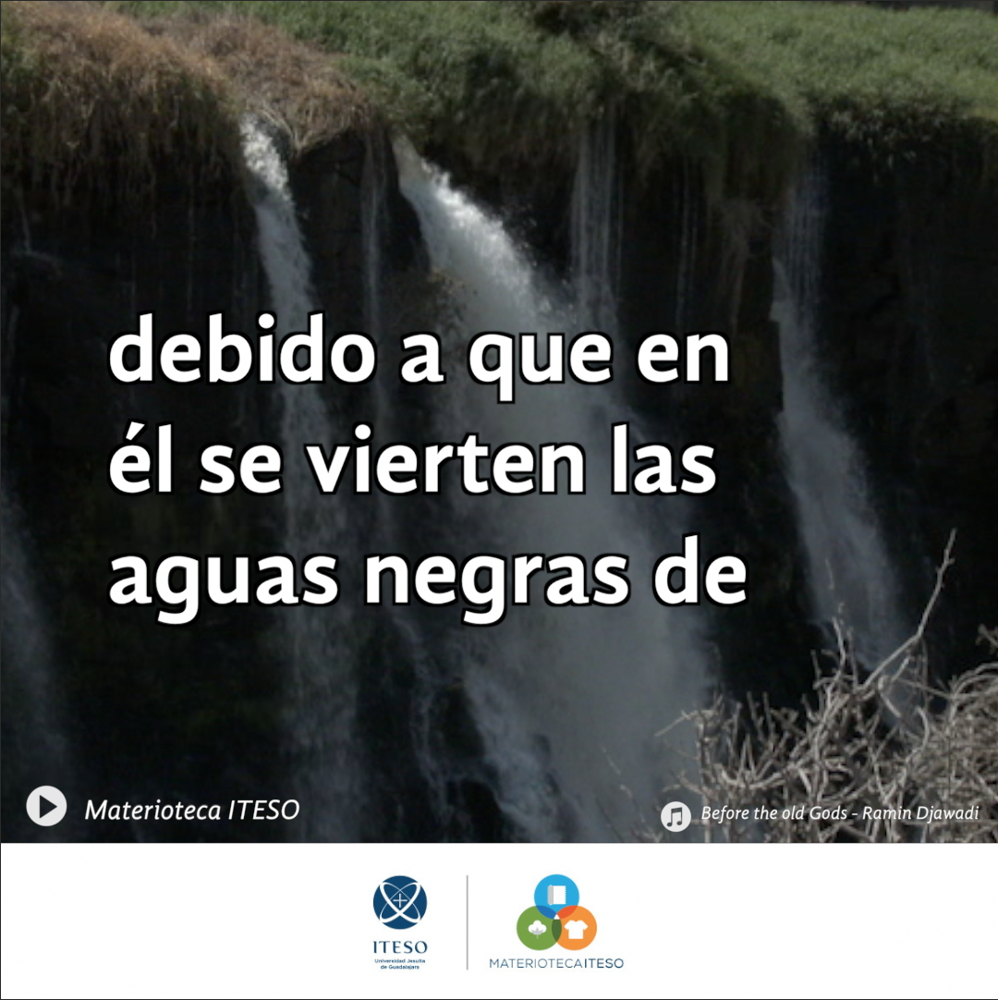 debido a que en
él se vierten las
aguas negras de
Materioteca ITESO
Before the old Gods - Ramin Djawadi
ITESO
Universidad Jesuita
de Guadalajara
MATERIOTECAITESO